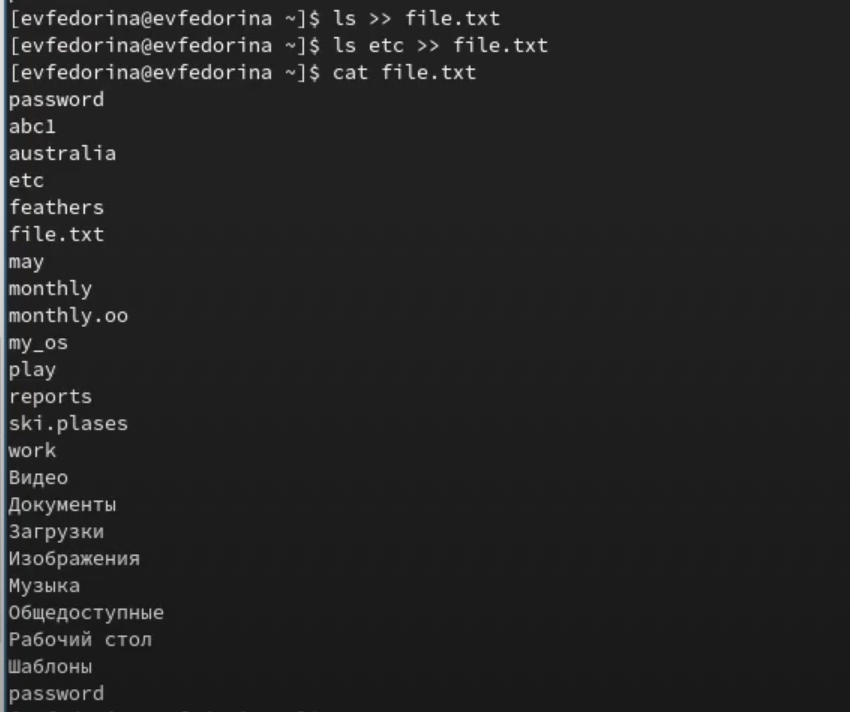 [evfedorina@evfedorina ~]$ ls >> file.txt
[evfedorina@evfedorina ~]$ ls etc >> file.txt
[evfedorina@evfedorina ~]$ cat file.txt
password
abc1
australia
etc
feathers
file.txt
may
monthly
monthly.oo
my_os
play
reports
ski.plases
work
Видео
Документы
Загрузки
Изображения
Музыка
Общедоступные
Рабочий стол
Шаблоны
password